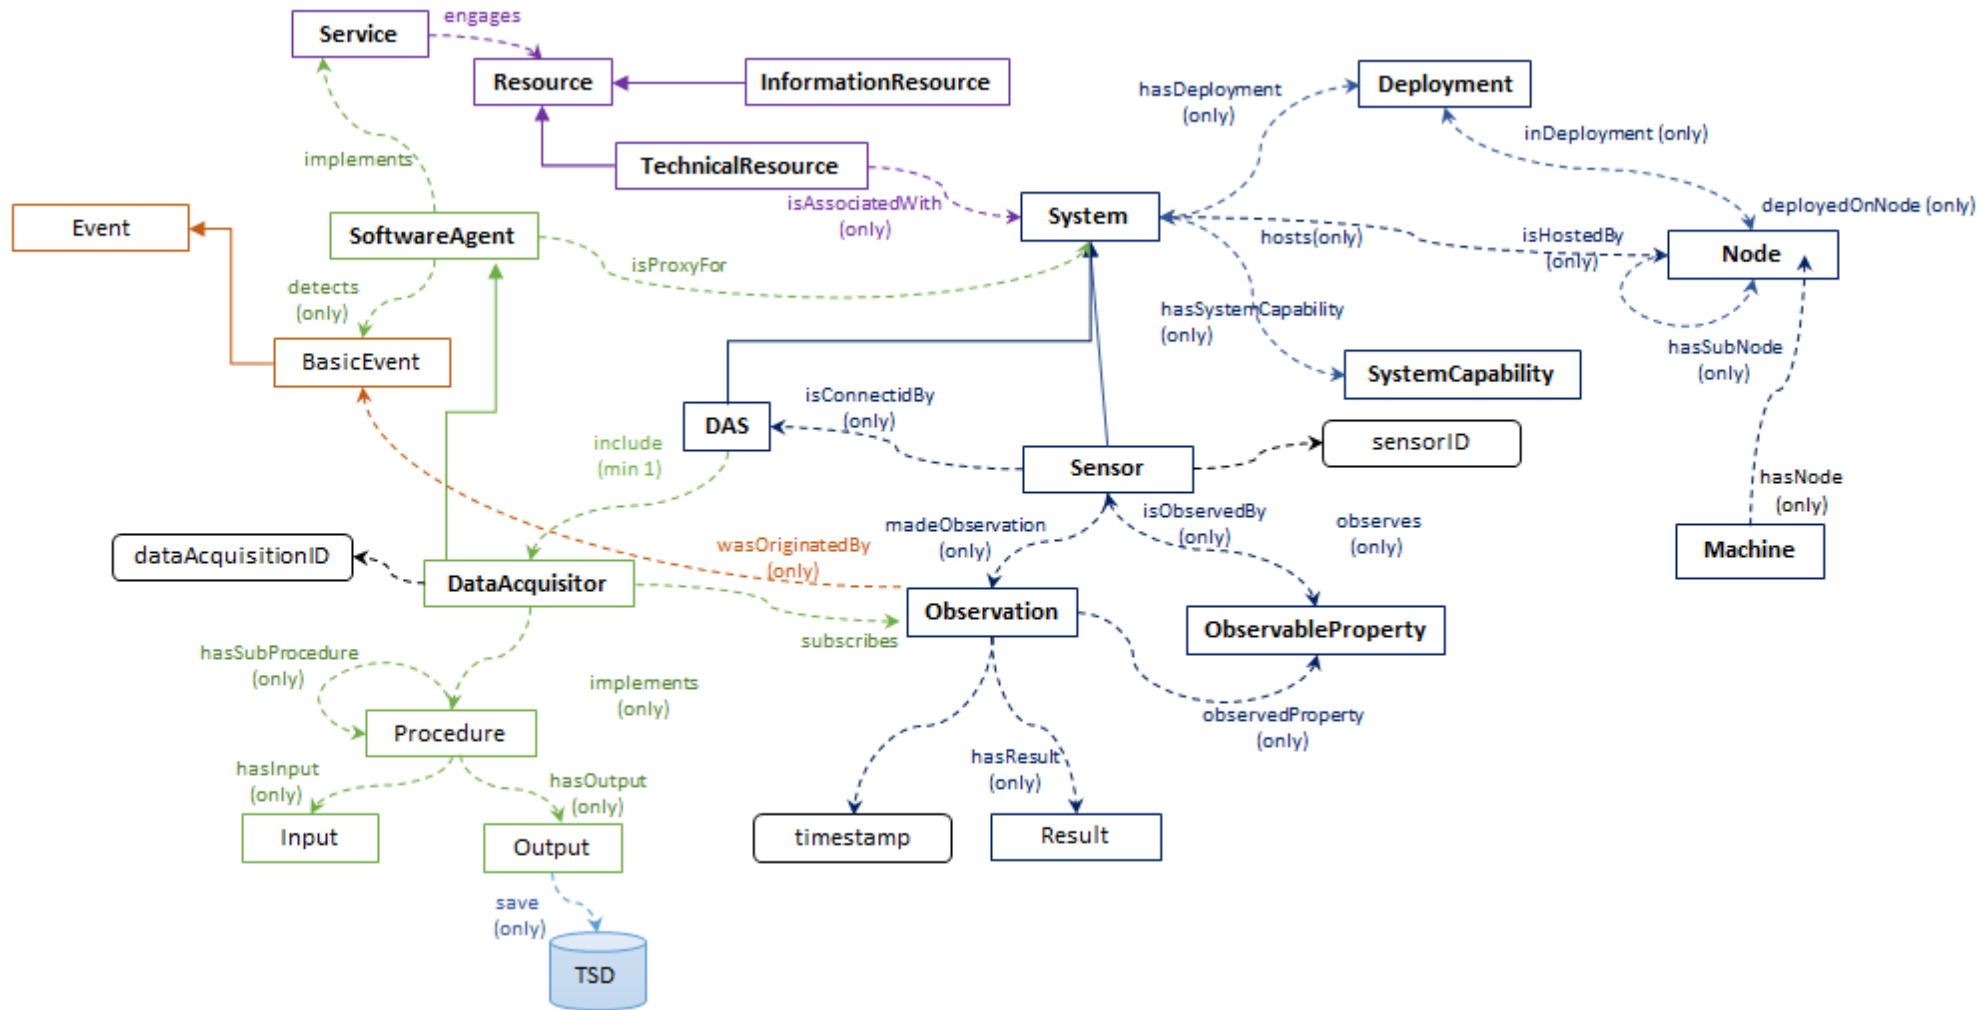 engages
Service
Resource
InformationResource
hasDeployment
(only)
Deployment
inDeployment (only)
implements
TechnicalResource
isAssociatedWith
(only)
System
deployedOnNode (only)
Event
SoftwareAgent
hosts(only)
isHostedBy
(only)
Node
isProxyFor
detects
(only)
hasSystemCapability
(only)
BasicEvent
hasSubNode
(only)
SystemCapability
isConnectidBy
(only)
DAS
include
(min 1)
sensorID
Sensor
hasNode
(only)
madeObservation
(only)
isObservedBy
(only)
observes
(only)
wasOriginatedBy
(only)
Machine
dataAcquisitionID
DataAcquisitor
Observation
ObservableProperty
subscribes
hasSubProcedure
(only)
implements
(only)
observedProperty
(only)
Procedure
hasInput
(only)
hasOutput
(only)
hasResult
(only)
Input
Output
timestamp
Result
save
(only)
TSD